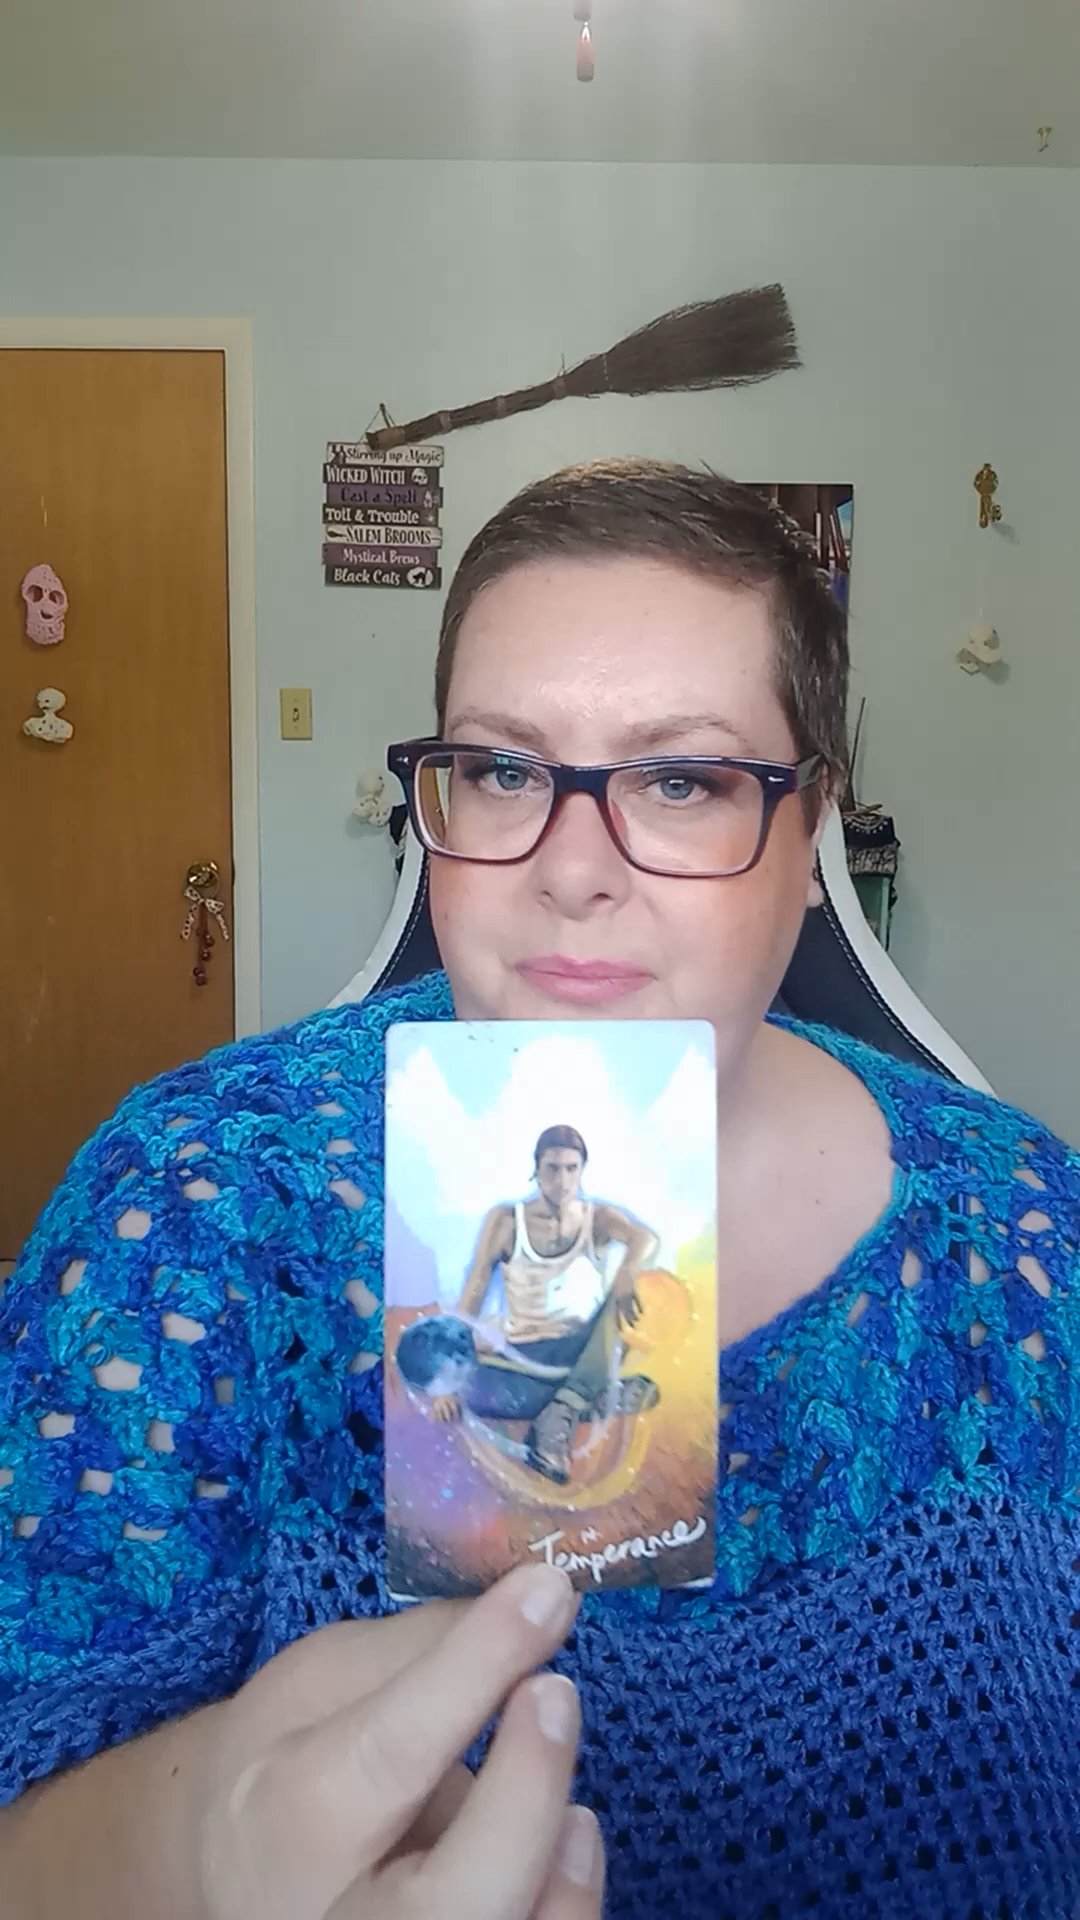 Stirring up Magic
WICKED WITCH
Cast a Spell
Toil & Trouble
SALEM BROOMS
Mystical Brews
Black Cats
Temperance